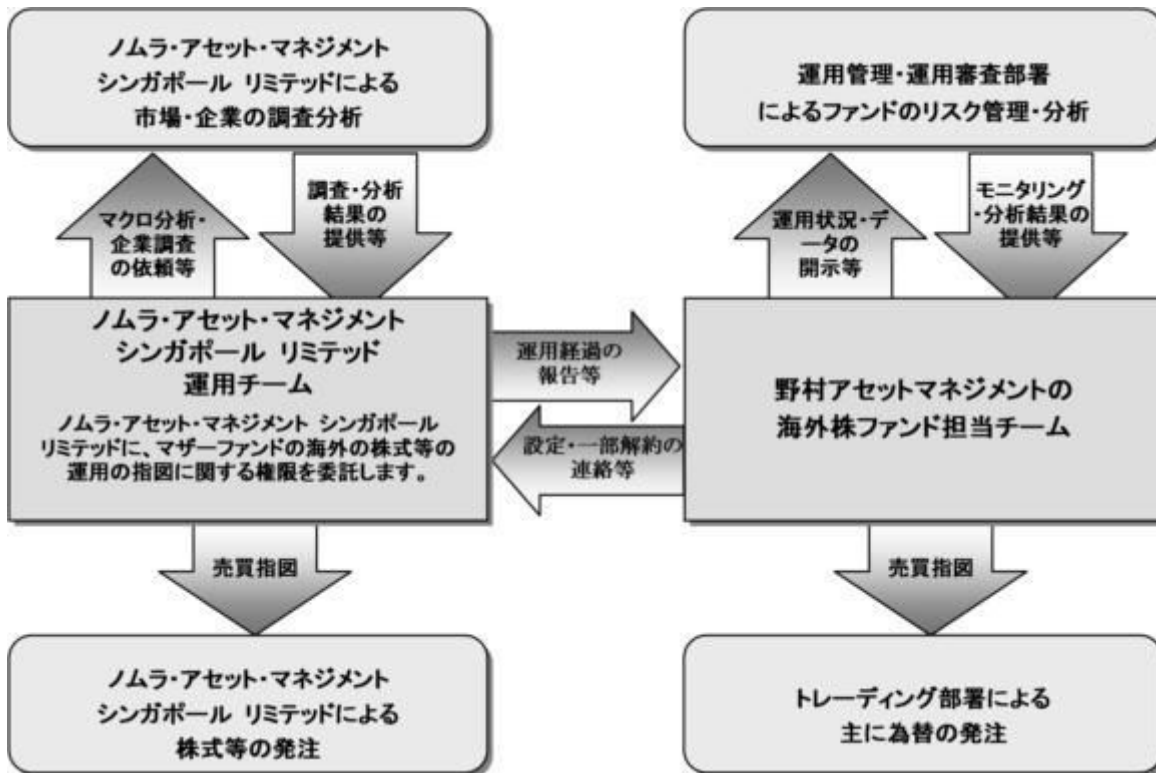 ノムラ・アセット・マネジメント
シンガポール リミテッドによる
市場・企業の調査分析
運用管理・運用審査部署
によるファンドのリスク管理・分析
マクロ分析・
企業調査
の依頼等
調査・分析
結果の
提供等
運用状況・デ
ータの
開示等
モニタリング
・分析結果の
提供等
ノムラ・アセット・マネジメント
シンガポール リミテッド
運用チーム
ノムラ・アセット・マネジメント シンガポール
リミテッドに、マザーファンドの海外の株式等の
運用の指図に関する権限を委託します。
運用経過の
報告等
設定・一部解約の
連絡等
野村アセットマネジメントの
海外株ファンド担当チーム
売買指図
売買指図
ノムラ・アセット・マネジメント
シンガポール リミテッドによる
株式等の発注
トレーディング部署による
主に為替の発注